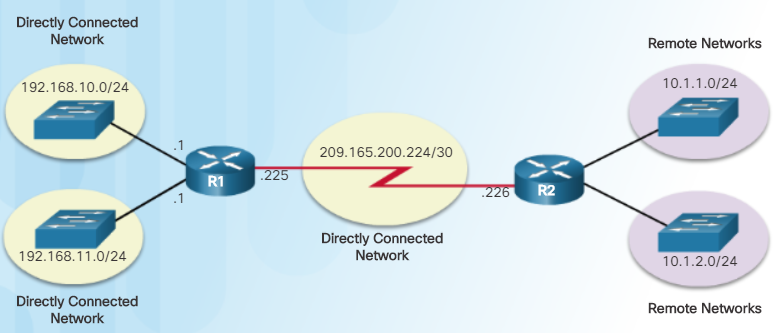 Directly Connected
Network
192.168.10.0/24
.1
R1
.1
192.168.11.0/24
Directly Connected
Network
.225
209.165.200.224/30
.226
Directly Connected
Network
R2
Remote Networks
10.1.1.0/24
10.1.2.0/24
Remote Networks